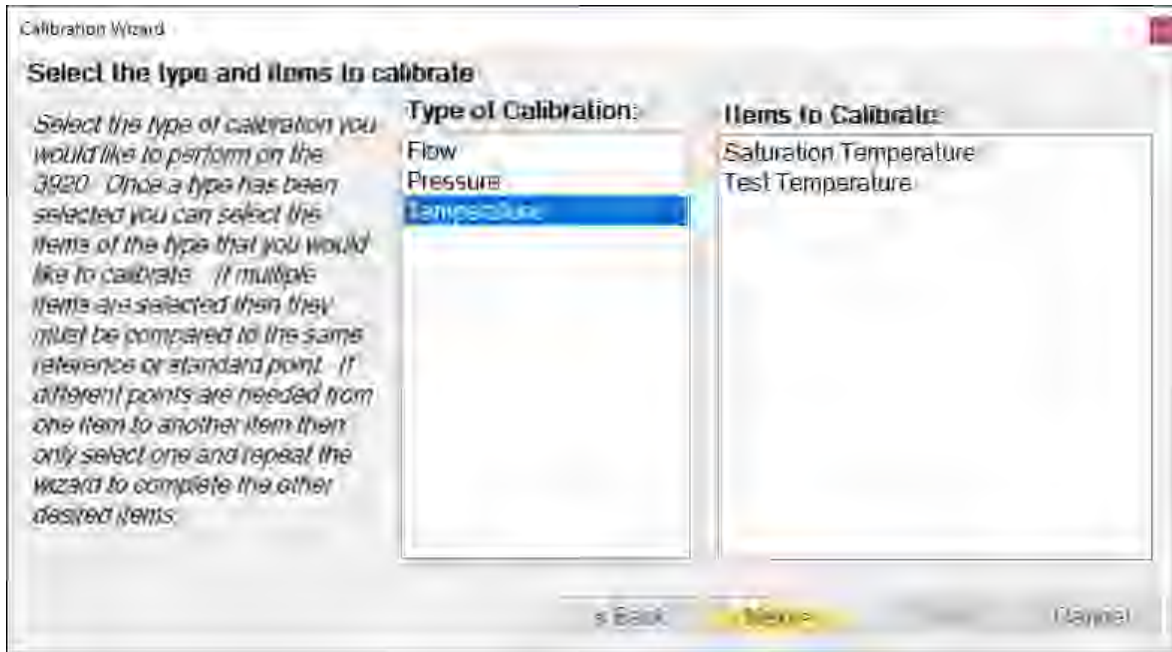 Calibration Wizard
Select the type and items to calibrate
Select the type of calibration you
would like to perform on the
3920. Once a type has been
selected you can select the
items of the type that you would
like to calibrate. If multiple
items are selected then they
must be compared to the same
reference or standard point. If
different points are needed from
one item to another item then
only select one and repeat the
wizard to complete the other
desired items.
Type of Calibration:
Flow
Pressure
Temperature
Items to Calibrate:
Saturation Temperature
Test Temperature
< Back
Next >
Cancel